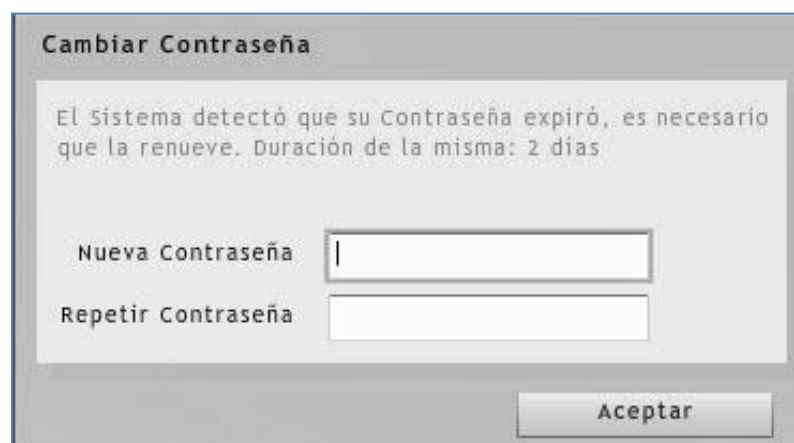 Cambiar Contraseña
El Sistema detectó que su Contraseña expiró, es necesario
que la renueve. Duración de la misma: 2 días
Nueva Contraseña
Repetir Contraseña
Aceptar